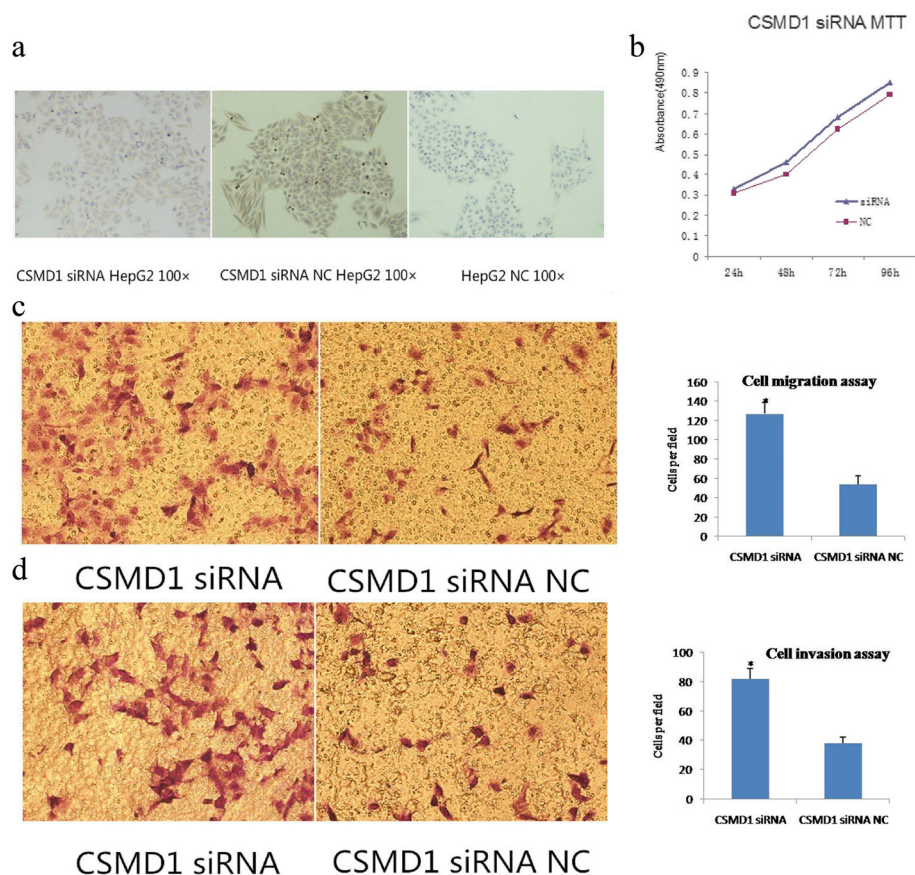 a
CSMD1 siRNA HepG2 100×
CSMD1 siRNA NC HepG2 100×
HepG2 NC 100×
b
CSMD1 siRNA MTT
Absorbance(490nm)
0.9
0.8
0.7
0.6
0.5
0.4
0.3
0.2
0.1
0
24h
48h
72h
96h
siRNA
NC
c
CSMD1 siRNA
CSMD1 siRNA NC
Cell migration assay
Cells per field
160
140
120
100
80
60
40
20
0
*
CSMD1 siRNA
CSMD1 siRNA NC
d
CSMD1 siRNA
CSMD1 siRNA NC
Cell invasion assay
Cells per field
100
80
60
40
20
0
*
CSMD1 siRNA
CSMD1 siRNA NC